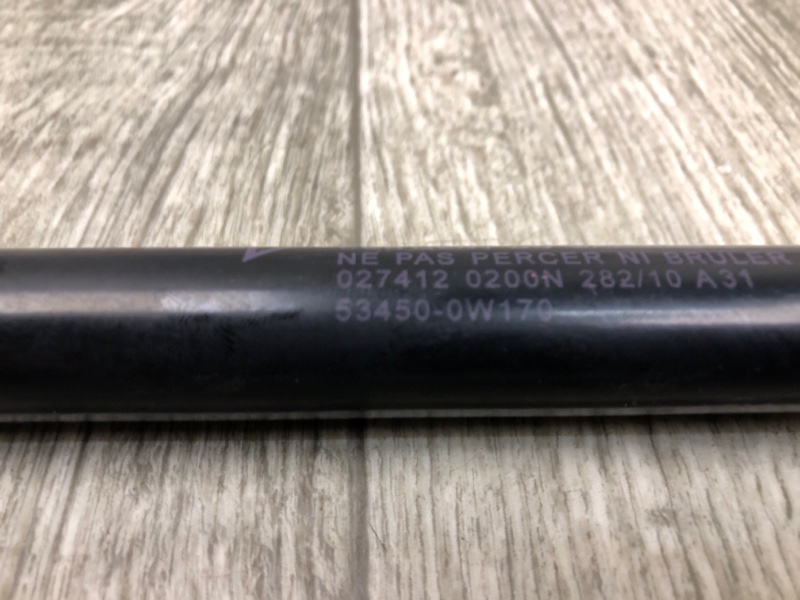 NE PAS PERCER NI BRULER
027412 0200N 282/10 A31
53450-0W170